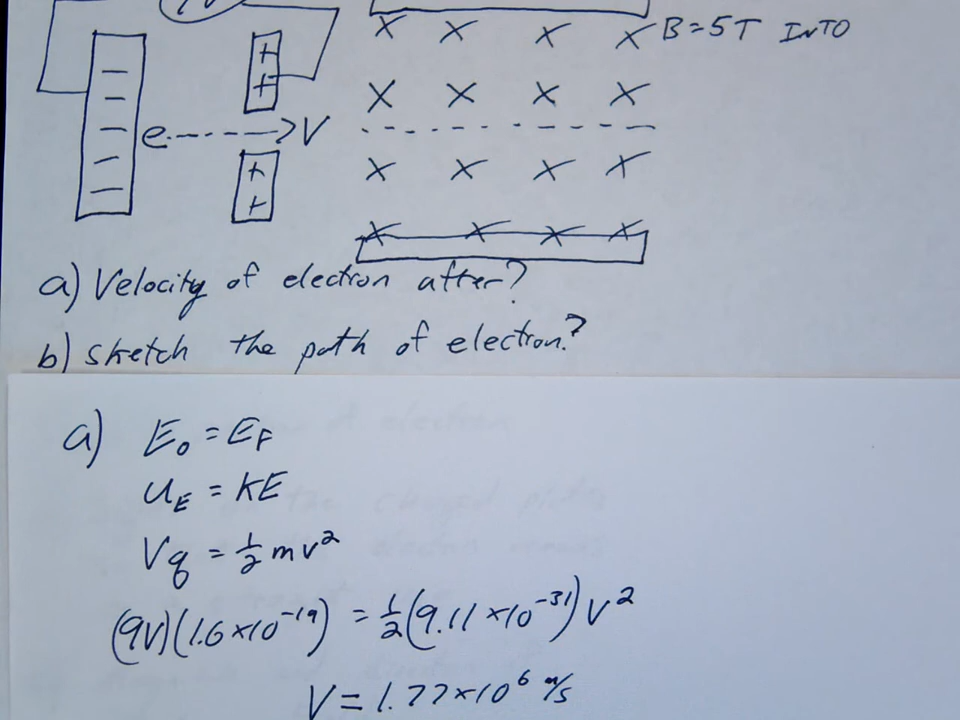 B=5T INTO
e V
a) Velocity of electron after?
b) Sketch the path of electron?
a) E₀ = E_F
U_E = KE
Vq = ½mv²
(9V)(1.6×10⁻¹⁹) = ½(9.11×10⁻³¹)V²
V = 1.77×10⁶ m/s